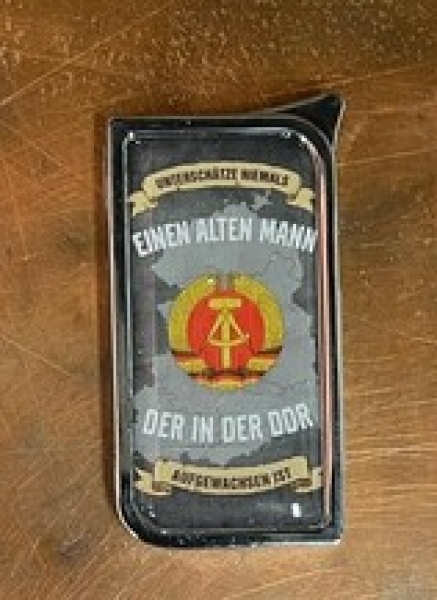 UNTERSCHÄTZE NIEMALS
EINEN ALTEN MANN
DER IN DER DDR
AUFGEWACHSEN IST